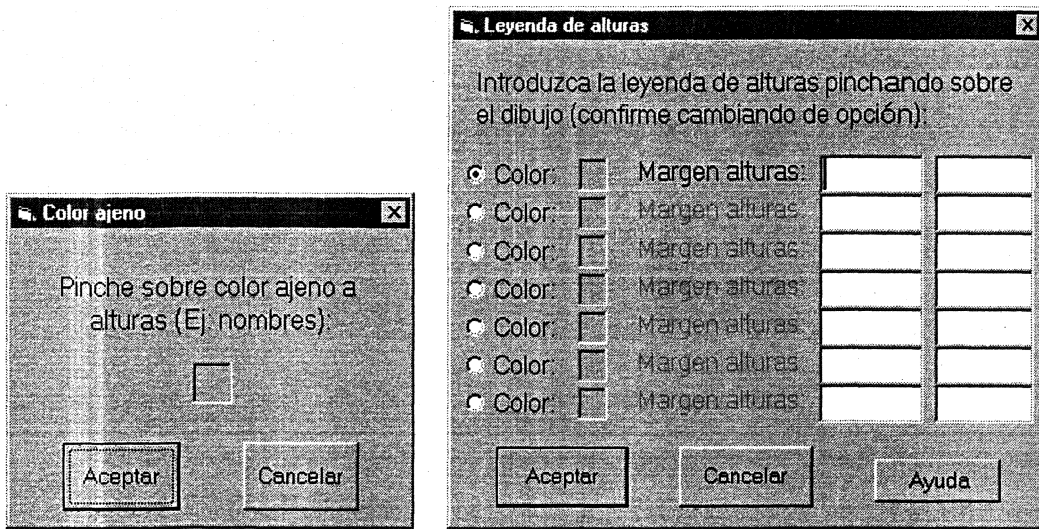 Color ajeno
Pinche sobre color ajeno a
alturas (Ej: nombres):
Aceptar
Cancelar
Leyenda de alturas
Introduzca la leyenda de alturas pinchando sobre
el dibujo (confirme cambiando de opción):
Color: Margen alturas:
Color: Margen alturas:
Color: Margen alturas:
Color: Margen alturas:
Color: Margen alturas:
Color: Margen alturas:
Color: Margen alturas:
Aceptar
Cancelar
Ayuda